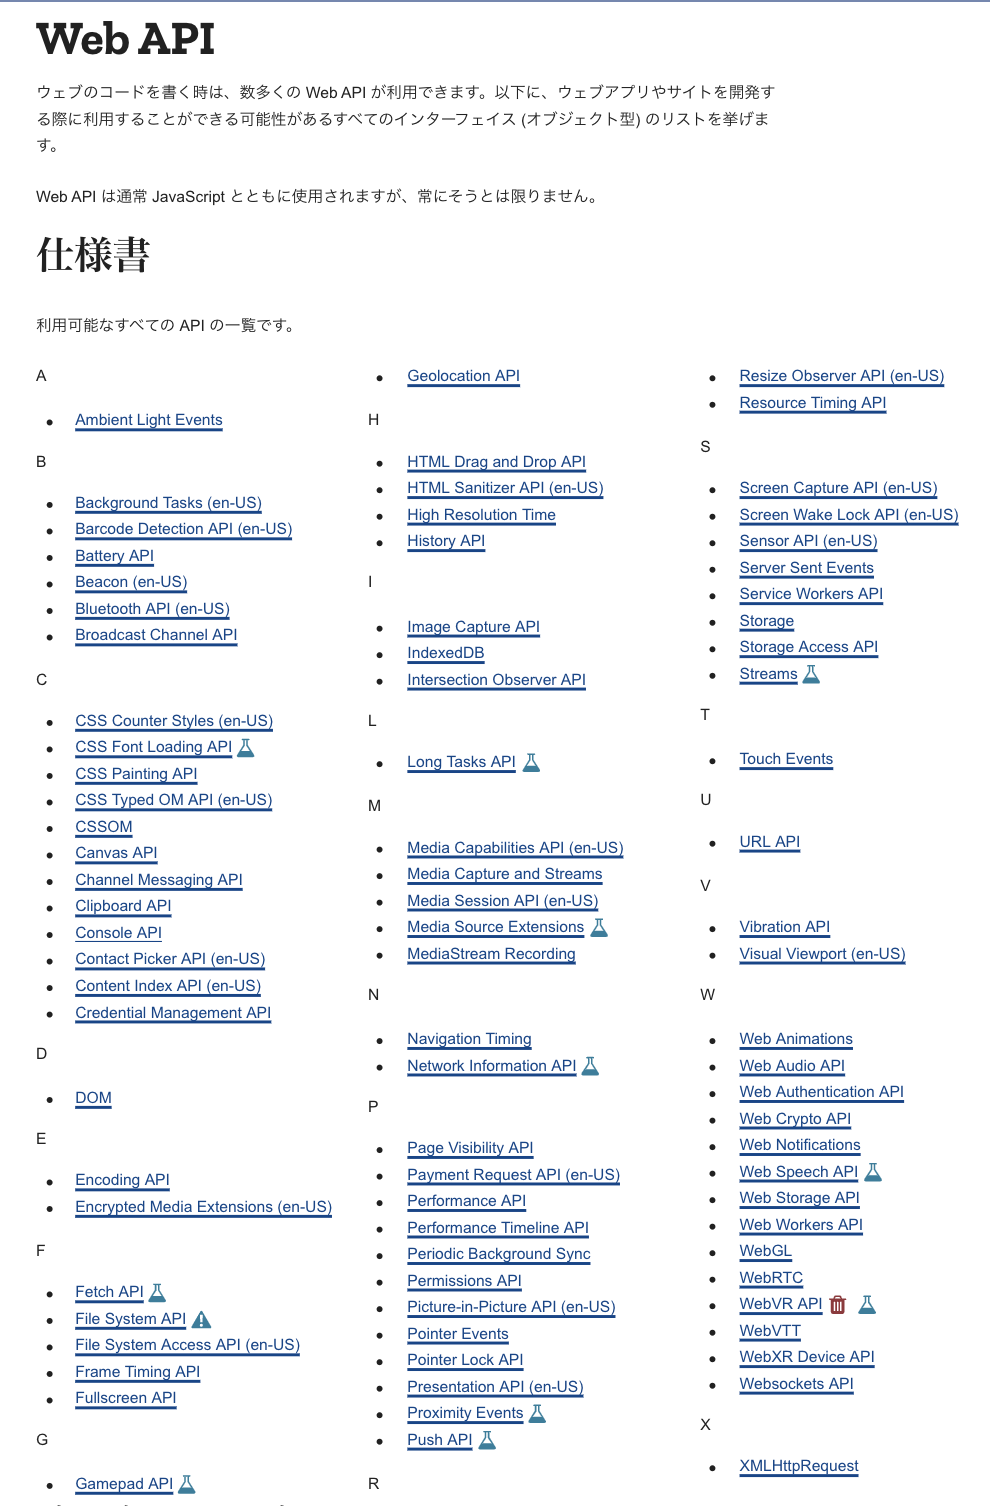 Web API
ウェブのコードを書く時は、数多くの Web API が利用できます。以下に、ウェブアプリやサイトを開発す
る際に利用することができる可能性があるすべてのインターフェイス (オブジェクト型) のリストを挙げま
す。
Web API は通常 JavaScript とともに使用されますが、常にそうとは限りません。
仕様書
利用可能なすべての API の一覧です。
A
Ambient Light Events
B
Background Tasks (en-US)
Barcode Detection API (en-US)
Battery API
Beacon (en-US)
Bluetooth API (en-US)
Broadcast Channel API
C
CSS Counter Styles (en-US)
CSS Font Loading API
CSS Painting API
CSS Typed OM API (en-US)
CSSOM
Canvas API
Channel Messaging API
Clipboard API
Console API
Contact Picker API (en-US)
Content Index API (en-US)
Credential Management API
D
DOM
E
Encoding API
Encrypted Media Extensions (en-US)
F
Fetch API
File System API
File System Access API (en-US)
Frame Timing API
Fullscreen API
G
Gamepad API
Geolocation API
H
HTML Drag and Drop API
HTML Sanitizer API (en-US)
High Resolution Time
History API
I
Image Capture API
IndexedDB
Intersection Observer API
L
Long Tasks API
M
Media Capabilities API (en-US)
Media Capture and Streams
Media Session API (en-US)
Media Source Extensions
MediaStream Recording
N
Navigation Timing
Network Information API
P
Page Visibility API
Payment Request API (en-US)
Performance API
Performance Timeline API
Periodic Background Sync
Permissions API
Picture-in-Picture API (en-US)
Pointer Events
Pointer Lock API
Presentation API (en-US)
Proximity Events
Push API
R
Resize Observer API (en-US)
Resource Timing API
S
Screen Capture API (en-US)
Screen Wake Lock API (en-US)
Sensor API (en-US)
Server Sent Events
Service Workers API
Storage
Storage Access API
Streams
T
Touch Events
U
URL API
V
Vibration API
Visual Viewport (en-US)
W
Web Animations
Web Audio API
Web Authentication API
Web Crypto API
Web Notifications
Web Speech API
Web Storage API
Web Workers API
WebGL
WebRTC
WebVR API
WebVTT
WebXR Device API
Websockets API
X
XMLHttpRequest